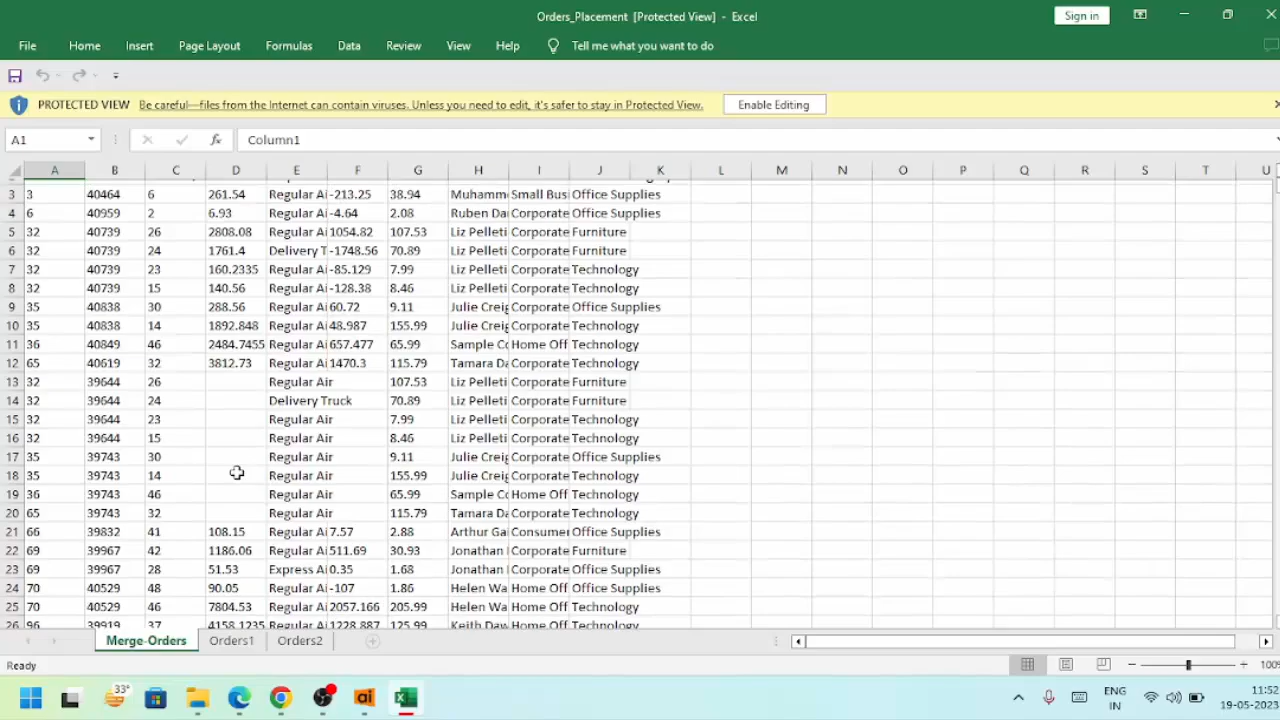 Orders_Placement [Protected View] - Excel
Sign in
File Home Insert Page Layout Formulas Data Review View Help Tell me what you want to do
PROTECTED VIEW Be careful—files from the Internet can contain viruses. Unless you need to edit, it's safer to stay in Protected View. Enable Editing
A1 fx Column1
A B C D E F G H I J K L M N O P Q R S T U
3 3 40464 6 261.54 Regular Ai -213.25 38.94 Muhamm Small Busi Office Supplies
4 6 40959 2 6.93 Regular Ai -4.64 2.08 Ruben Da Corporate Office Supplies
5 32 40739 26 2808.08 Regular Ai 1054.82 107.53 Liz Pelleti Corporate Furniture
6 32 40739 24 1761.4 Delivery T -1748.56 70.89 Liz Pelleti Corporate Furniture
7 32 40739 23 160.2335 Regular Ai -85.129 7.99 Liz Pelleti Corporate Technology
8 32 40739 15 140.56 Regular Ai -128.38 8.46 Liz Pelleti Corporate Technology
9 35 40838 30 288.56 Regular Ai 60.72 9.11 Julie Creig Corporate Office Supplies
10 35 40838 14 1892.848 Regular Ai 48.987 155.99 Julie Creig Corporate Technology
11 36 40849 46 2484.7455 Regular Ai 657.477 65.99 Sample Co Home Off Technology
12 65 40619 32 3812.73 Regular Ai 1470.3 115.79 Tamara Da Corporate Technology
13 32 39644 26 Regular Air 107.53 Liz Pelleti Corporate Furniture
14 32 39644 24 Delivery Truck 70.89 Liz Pelleti Corporate Furniture
15 32 39644 23 Regular Air 7.99 Liz Pelleti Corporate Technology
16 32 39644 15 Regular Air 8.46 Liz Pelleti Corporate Technology
17 35 39743 30 Regular Air 9.11 Julie Creig Corporate Office Supplies
18 35 39743 14 Regular Air 155.99 Julie Creig Corporate Technology
19 36 39743 46 Regular Air 65.99 Sample Co Home Off Technology
20 65 39743 32 Regular Air 115.79 Tamara Da Corporate Technology
21 66 39832 41 108.15 Regular Ai 7.57 2.88 Arthur Ga Consumer Office Supplies
22 69 39967 42 1186.06 Regular Ai 511.69 30.93 Jonathan Corporate Furniture
23 69 39967 28 51.53 Express Ai 0.35 1.68 Jonathan Corporate Office Supplies
24 70 40529 48 90.05 Regular Ai -107 1.86 Helen Wa Home Off Office Supplies
25 70 40529 46 7804.53 Regular Ai 2057.166 205.99 Helen Wa Home Off Technology
26 96 39919 37 4158.1235 Regular Ai 1228.887 125.99 Keith Daw Home Off Technology
Merge-Orders Orders1 Orders2
Ready 100%
33° ENG 11:52
IN 19-05-2023